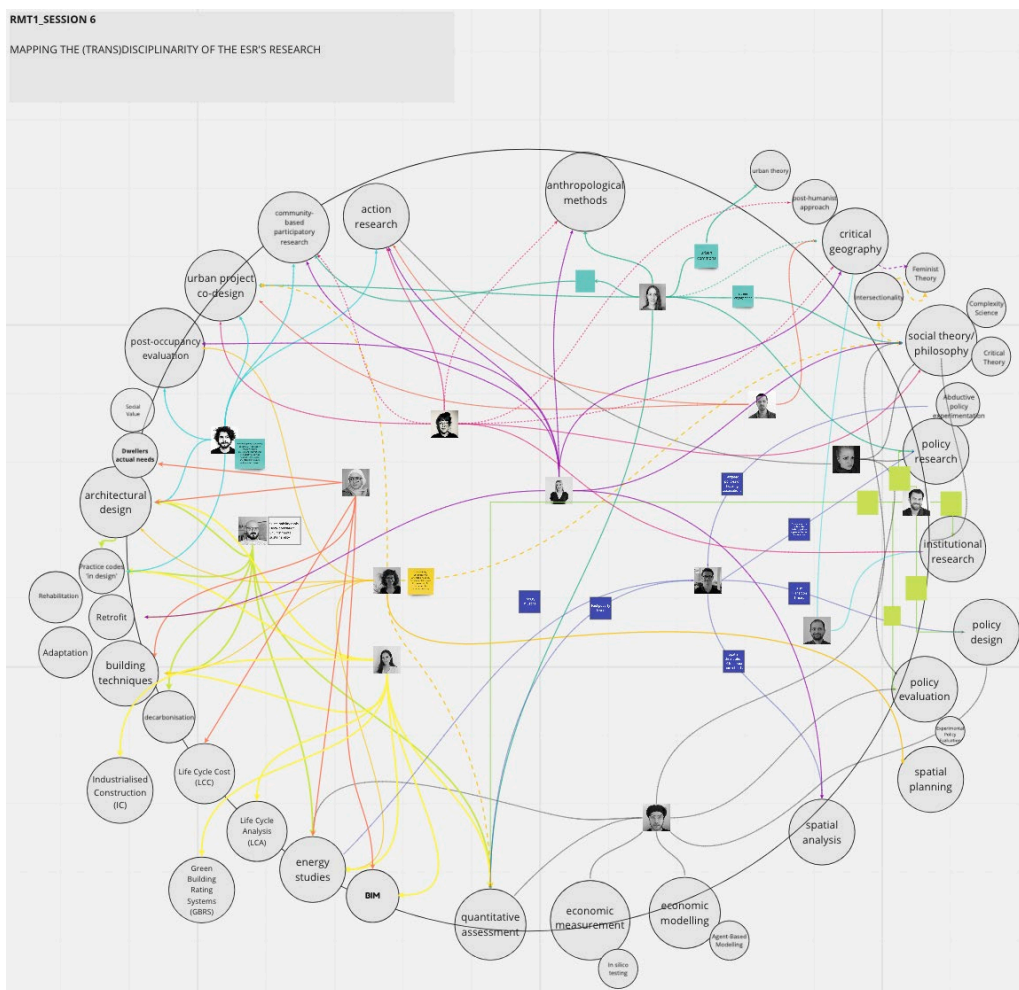 RMT1_SESSION 6
MAPPING THE (TRANS)DISCIPLINARITY OF THE ESR'S RESEARCH
anthropological
methods
urban theory
post-humanist
approach
critical
geography
Feminist
Theory
intersectionality
Complexity
Science
social theory/
philosophy
Critical
Theory
Abductive
policy
experimentation
policy
research
institutional
research
policy
design
policy
evaluation
Experimental
Policy
Evaluation
spatial
planning
spatial
analysis
economic
modelling
Agent-Based
Modelling
economic
measurement
in-silico
testing
quantitative
assessment
BIM
energy
studies
Life Cycle
Analysis
(LCA)
Green
Building
Rating
Systems
(GBRS)
Life Cycle Cost
(LCC)
Industrialised
Construction
(IC)
decarbonisation
building
techniques
Adaptation
Retrofit
Rehabilitation
Practice codes
'in design'
architectural
design
Dwellers
actual needs
Social
Value
post-occupancy
evaluation
urban project
co-design
community-
based
participatory
research
action
research